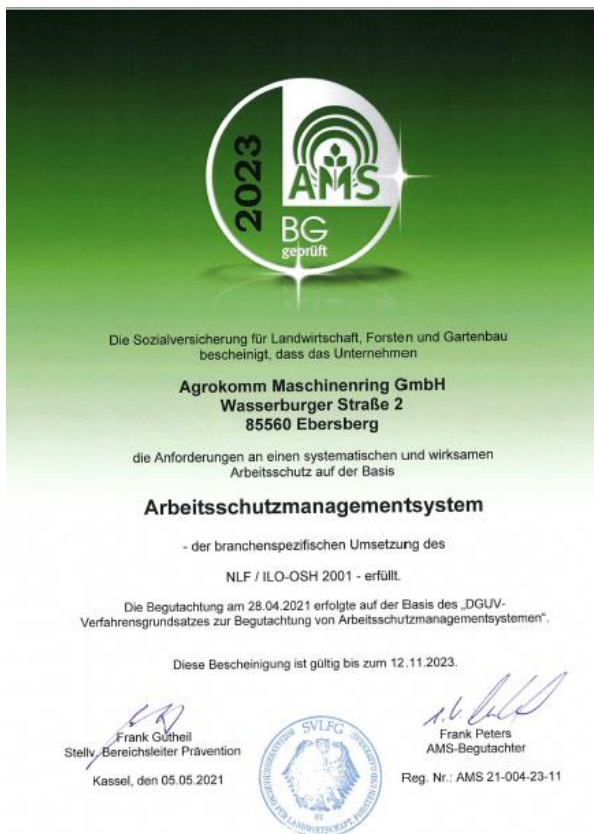 2023
AMS
BG
geprüft
Die Sozialversicherung für Landwirtschaft, Forsten und Gartenbau
bescheinigt, dass das Unternehmen
Agrokomm Maschinenring GmbH
Wasserburger Straße 2
85560 Ebersberg
die Anforderungen an einen systematischen und wirksamen
Arbeitsschutz auf der Basis
Arbeitsschutzmanagementsystem
- der branchenspezifischen Umsetzung des
NLF / ILO-OSH 2001 - erfüllt.
Die Begutachtung am 28.04.2021 erfolgte auf der Basis des „DGUV-
Verfahrensgrundsatzes zur Begutachtung von Arbeitsschutzmanagementsystemen“.
Diese Bescheinigung ist gültig bis zum 12.11.2023.
Frank Gutheil
Stellv. Bereichsleiter Prävention
Kassel, den 05.05.2021
SVLFG
FÜR LANDWIRTSCHAFT, FORSTEN UND
Frank Peters
AMS-Begutachter
Reg. Nr.: AMS 21-004-23-11